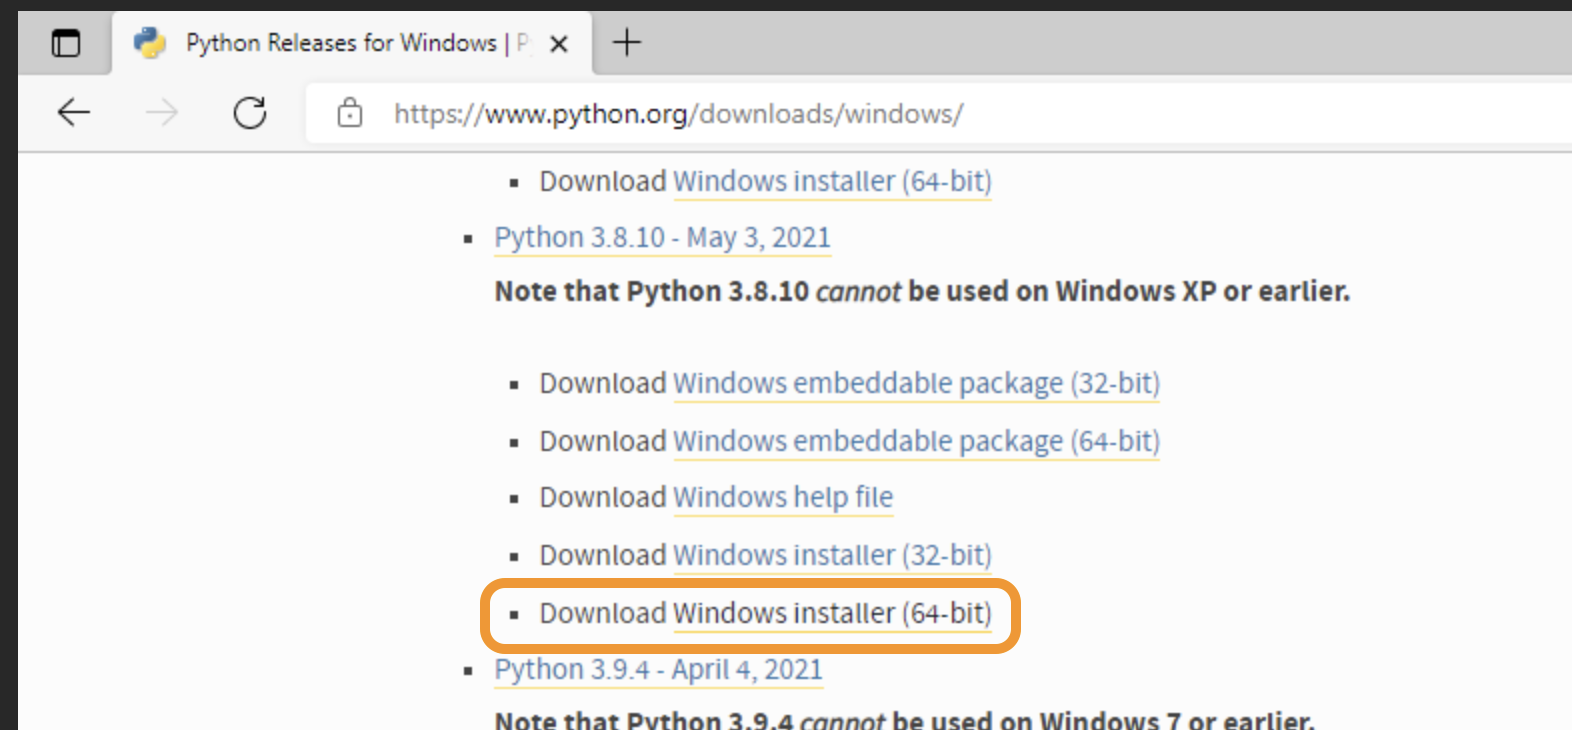 Python Releases for Windows | P
https://www.python.org/downloads/windows/
Download Windows installer (64-bit)
Python 3.8.10 - May 3, 2021
Note that Python 3.8.10 cannot be used on Windows XP or earlier.
Download Windows embeddable package (32-bit)
Download Windows embeddable package (64-bit)
Download Windows help file
Download Windows installer (32-bit)
Download Windows installer (64-bit)
Python 3.9.4 - April 4, 2021
Note that Python 3.9.4 cannot be used on Windows 7 or earlier.